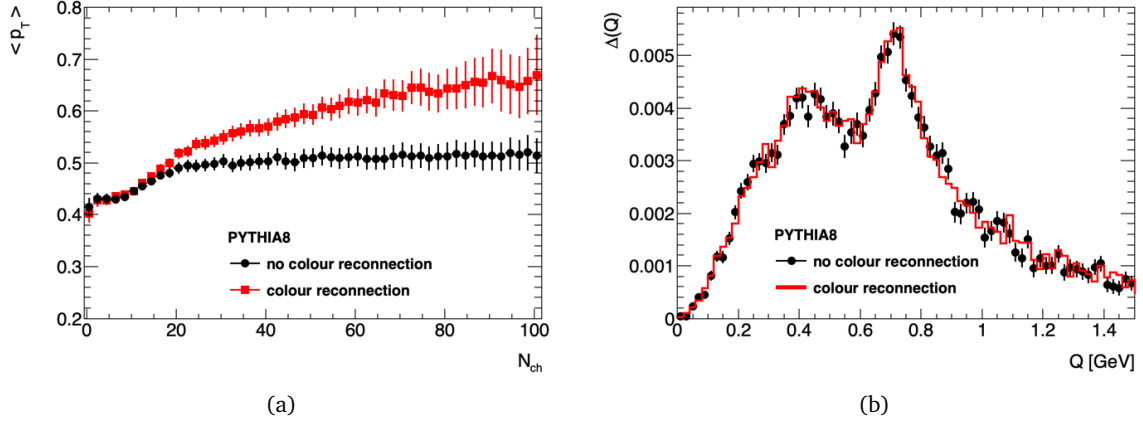 < p_T >
0.8
0.7
0.6
0.5
0.4
0.3
0.2
PYTHIA8
no colour reconnection
colour reconnection
0 20 40 60 80 100
N_ch
(a)
Δ(Q)
0.005
0.004
0.003
0.002
0.001
0
PYTHIA8
no colour reconnection
colour reconnection
0 0.2 0.4 0.6 0.8 1 1.2 1.4
Q [GeV]
(b)